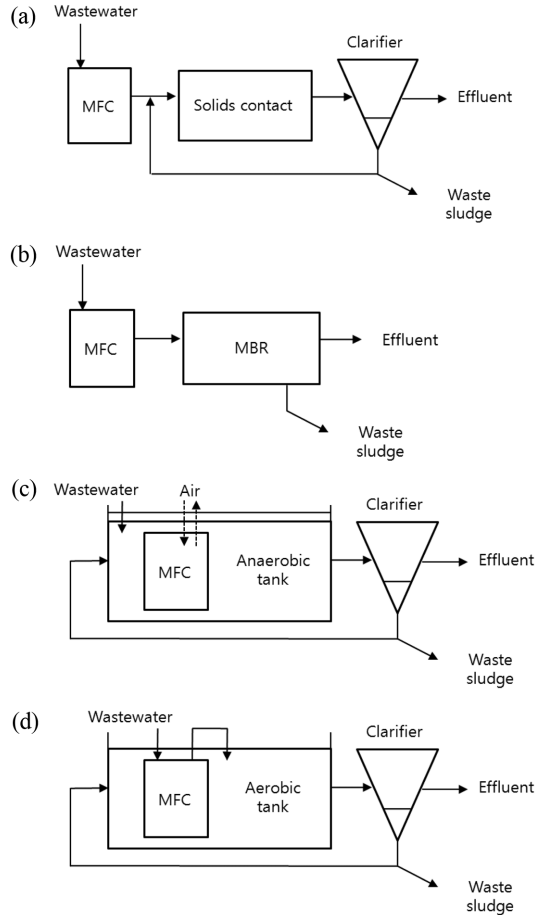 (a)
Wastewater
Clarifier
MFC
Solids contact
Effluent
Waste
sludge
(b)
Wastewater
MFC
MBR
Effluent
Waste
sludge
(c)
Wastewater
Air
Clarifier
MFC
Anaerobic
tank
Effluent
Waste
sludge
(d)
Wastewater
Clarifier
MFC
Aerobic
tank
Effluent
Waste
sludge